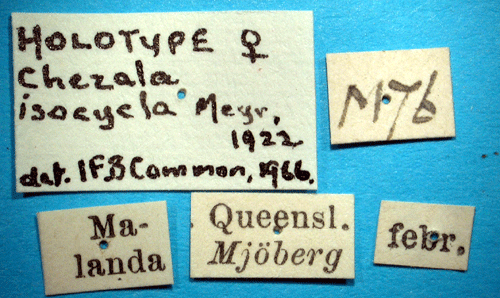 HOLOTYPE ♀
Chezala
isocycla Meyr,
1922
det. IFB Common, 1966.
M76
Ma-
landa
Queensl.
Mjöberg
febr.